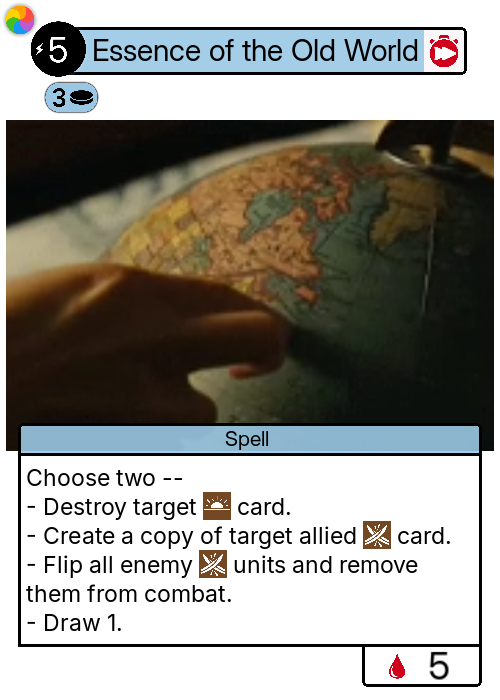 5 Essence of the Old World
3
Spell
Choose two --
- Destroy target card.
- Create a copy of target allied card.
- Flip all enemy units and remove
them from combat.
- Draw 1.
5